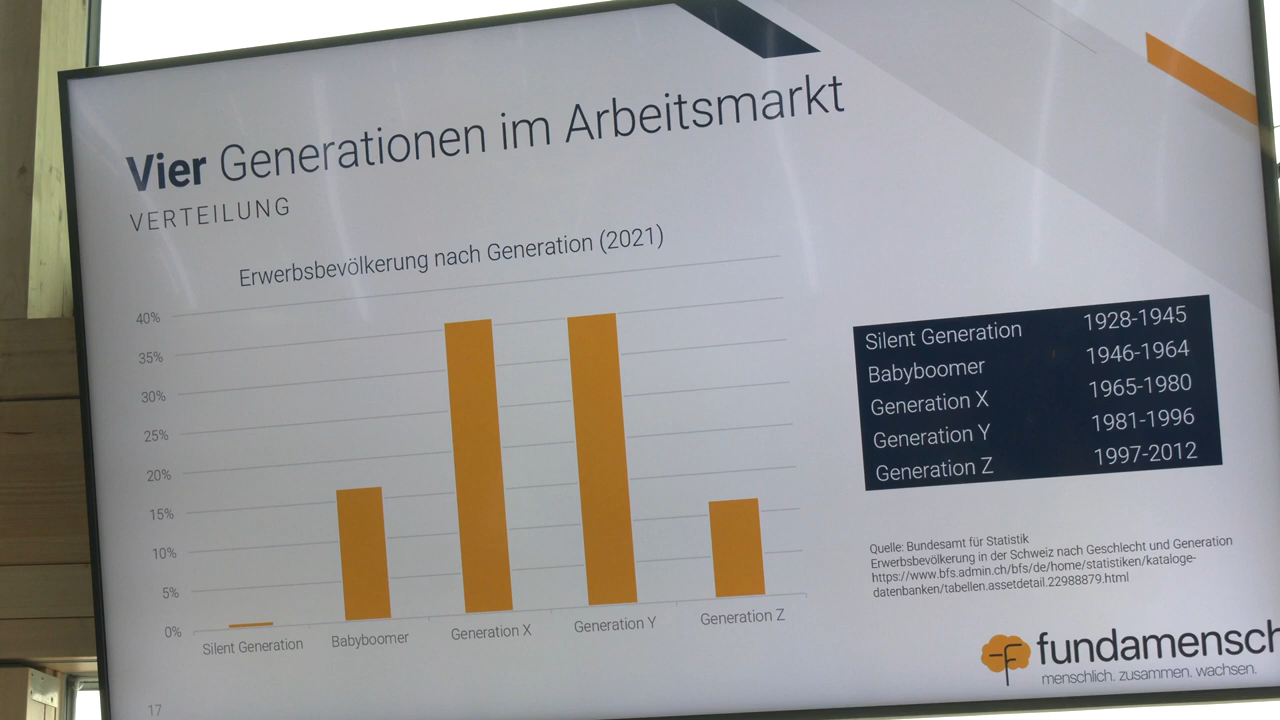 Vier Generationen im Arbeitsmarkt
VERTEILUNG
Erwerbsbevölkerung nach Generation (2021)
40%
35%
30%
25%
20%
15%
10%
5%
0%
Silent Generation
Babyboomer
Generation X
Generation Y
Generation Z
Silent Generation 1928-1945
Babyboomer 1946-1964
Generation X 1965-1980
Generation Y 1981-1996
Generation Z 1997-2012
Quelle: Bundesamt für Statistik
Erwerbsbevölkerung in der Schweiz nach Geschlecht und Generation
https://www.bfs.admin.ch/bfs/de/home/statistiken/kataloge-
datenbanken/tabellen.assetdetail.22988879.html
fundamensch
menschlich. zusammen. wachsen.
17